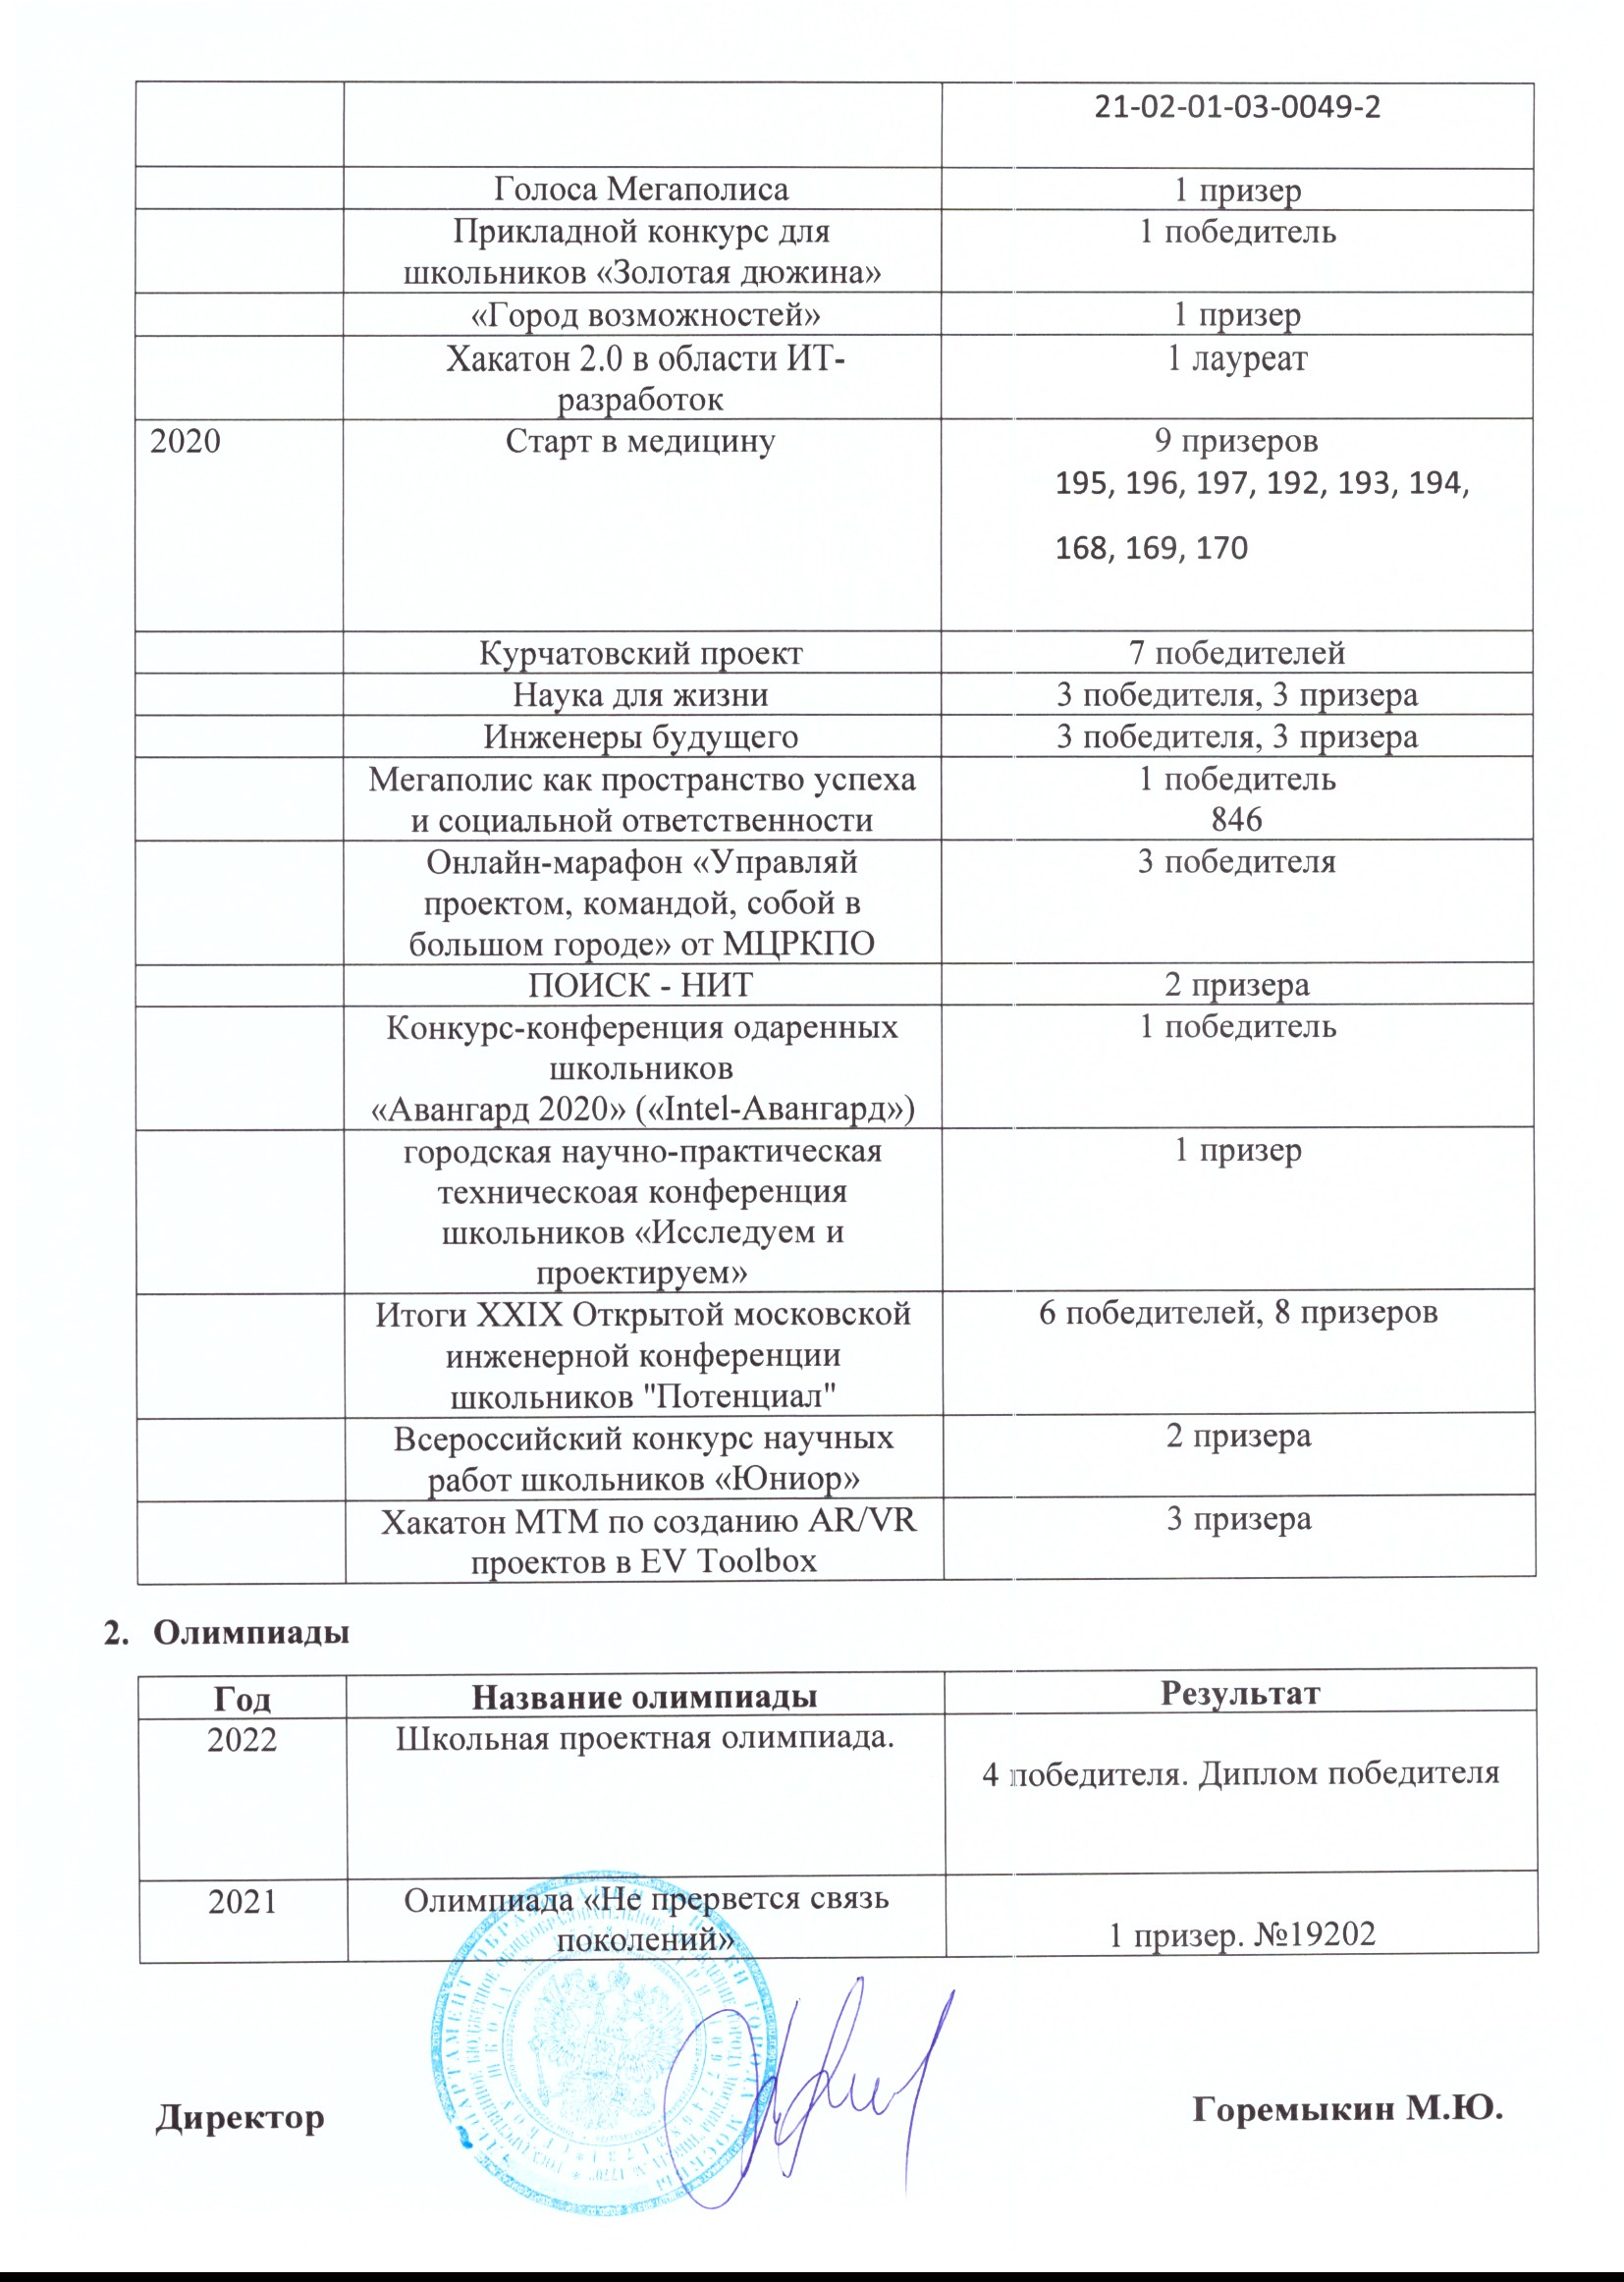 21-02-01-03-0049-2
Голоса Мегаполиса
1 призер
Прикладной конкурс для
школьников «Золотая дюжина»
1 победитель
«Город возможностей»
1 призер
Хакатон 2.0 в области ИТ-
разработок
1 лауреат
2020
Старт в медицину
9 призеров
195, 196, 197, 192, 193, 194,
168, 169, 170
Курчатовский проект
7 победителей
Наука для жизни
3 победителя, 3 призера
Инженеры будущего
3 победителя, 3 призера
Мегаполис как пространство успеха
и социальной ответственности
1 победитель
846
Онлайн-марафон «Управляй
проектом, командой, собой в
большом городе» от МЦРКПО
3 победителя
ПОИСК - НИТ
2 призера
Конкурс-конференция одаренных
школьников
«Авангард 2020» («Intel-Авангард»)
1 победитель
городская научно-практическая
техническоая конференция
школьников «Исследуем и
проектируем»
1 призер
Итоги XXIX Открытой московской
инженерной конференции
школьников "Потенциал"
6 победителей, 8 призеров
Всероссийский конкурс научных
работ школьников «Юниор»
2 призера
Хакатон МТМ по созданию AR/VR
проектов в EV Toolbox
3 призера
2. Олимпиады
Год
Название олимпиады
Результат
2022
Школьная проектная олимпиада.
4 победителя. Диплом победителя
2021
Олимпиада «Не прервется связь
поколений»
1 призер. №19202
ДЕПАРТАМЕНТ ОБРАЗОВАНИЯ И НАУКИ ГОРОДА МОСКВЫ
Директор
Горемыкин М.Ю.